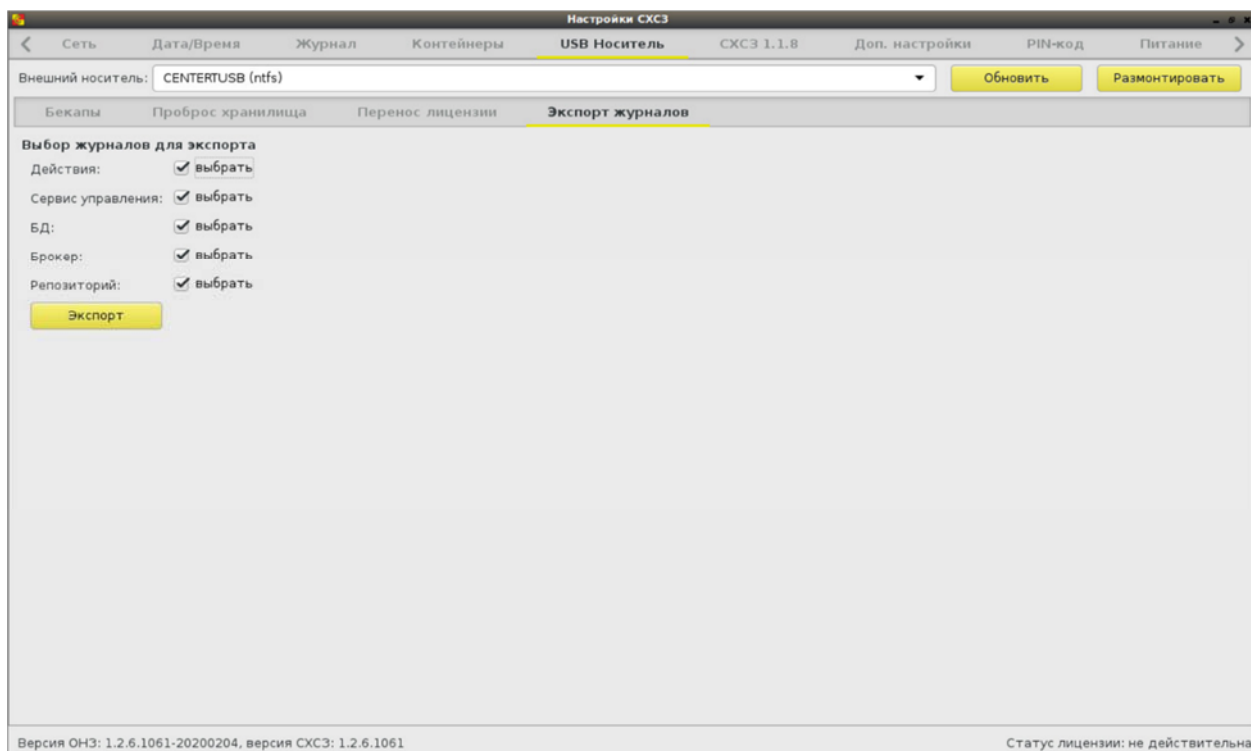 Настройки СХСЗ
Сеть Дата/Время Журнал Контейнеры USB Носитель СХСЗ 1.1.8 Доп. настройки PIN-код Питание
Внешний носитель: CENTERTUSB (ntfs) Обновить Размонтировать
Бекапы Проброс хранилища Перенос лицензии Экспорт журналов
Выбор журналов для экспорта
Действия: выбрать
Сервис управления: выбрать
БД: выбрать
Брокер: выбрать
Репозиторий: выбрать
Экспорт
Версия ОНЗ: 1.2.6.1061-20200204, версия СХСЗ: 1.2.6.1061 Статус лицензии: не действительна